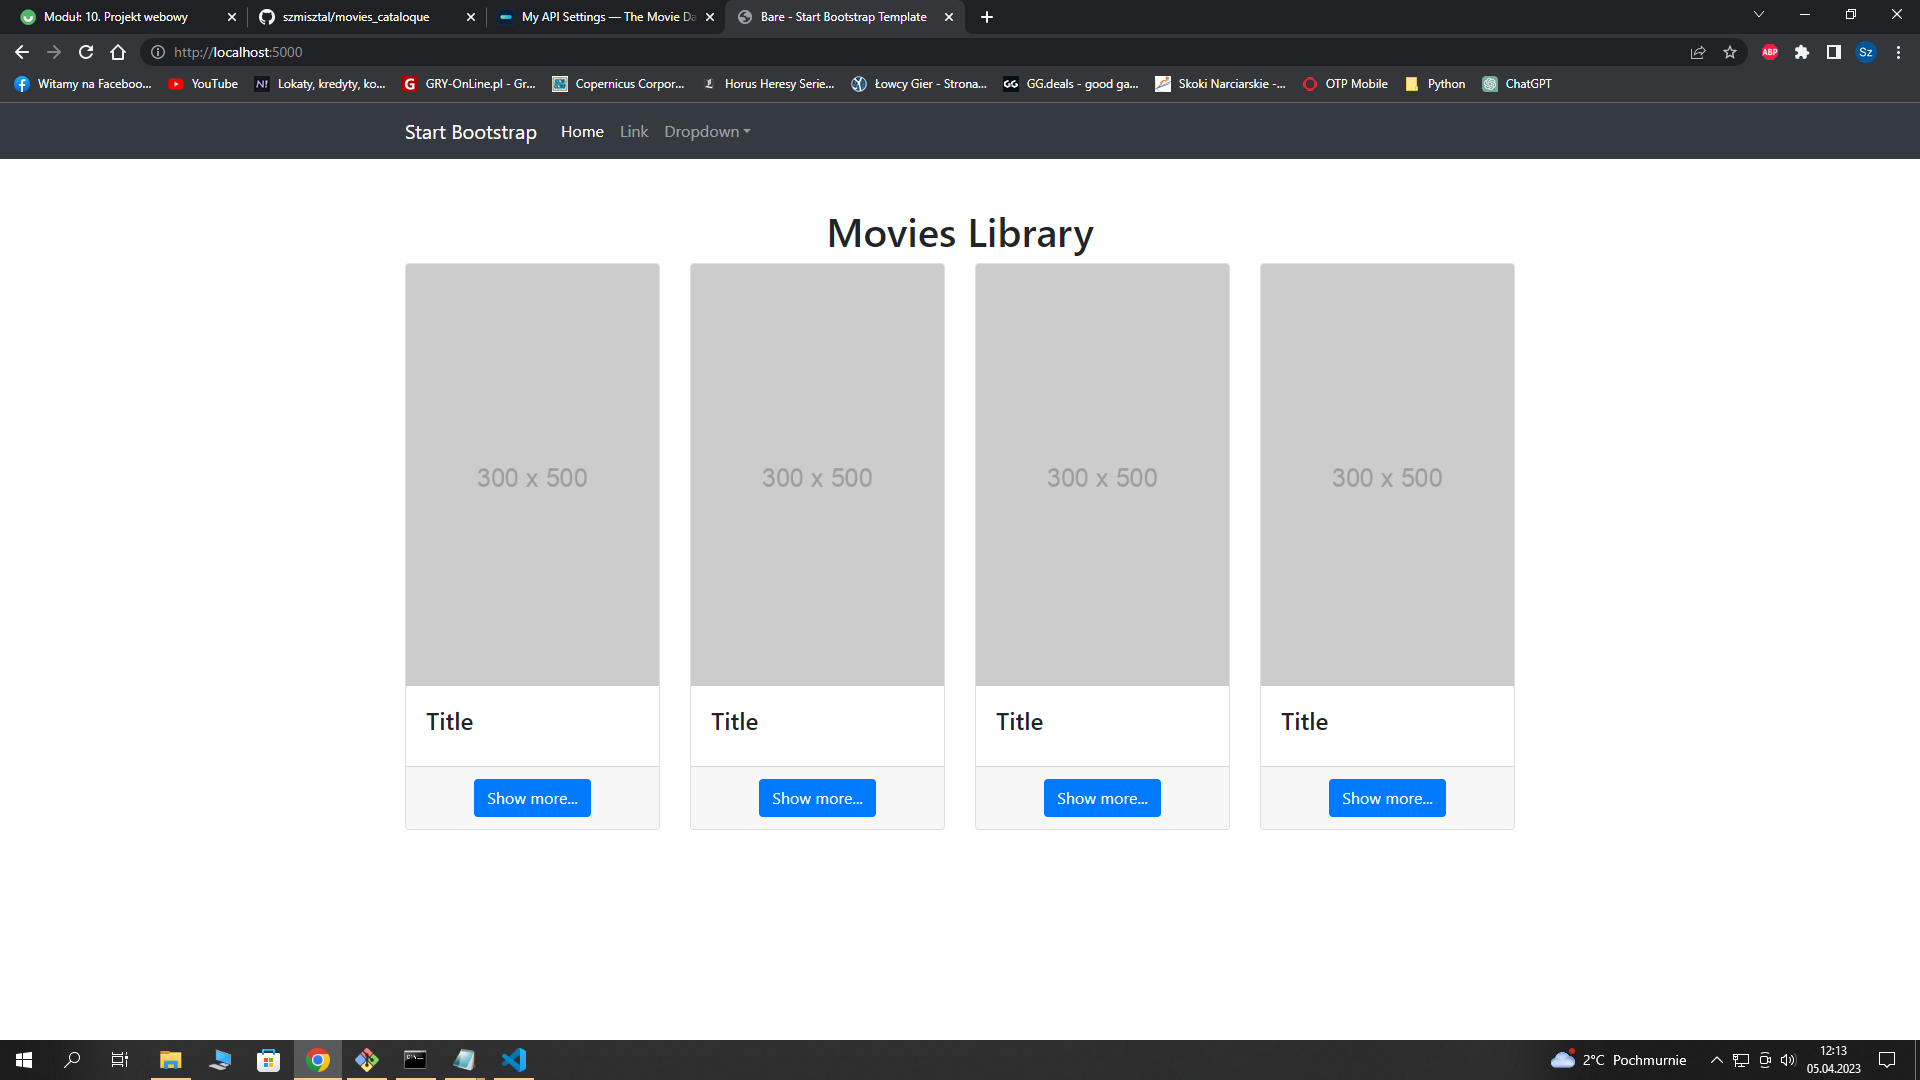 Moduł: 10. Projekt webowy
szmisztal/movies_cataloque
My API Settings — The Movie Da
Bare - Start Bootstrap Template
http://localhost:5000
ABP
Sz
Witamy na Faceboo...
YouTube
N!
Lokaty, kredyty, ko...
G
GRY-OnLine.pl - Gr...
Copernicus Corpor...
Horus Heresy Serie...
Łowcy Gier - Strona...
GG
GG.deals - good ga...
Skoki Narciarskie -...
OTP Mobile
Python
ChatGPT
Start Bootstrap
Home
Link
Dropdown
Movies Library
300 x 500
300 x 500
300 x 500
300 x 500
Title
Title
Title
Title
Show more...
Show more...
Show more...
Show more...
2°C Pochmurnie
12:13
05.04.2023